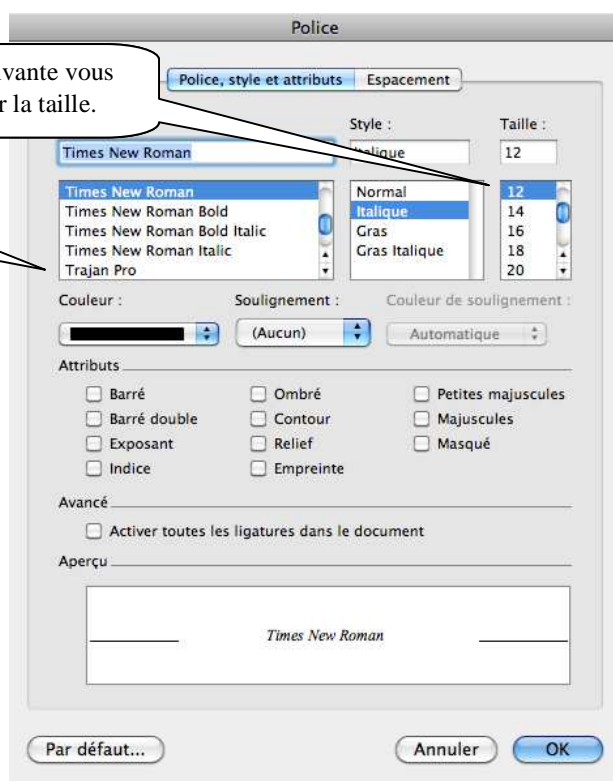 Police
vante vous
r la taille.
Police, style et attributs Espacement
Style : Taille :
Times New Roman Italique 12
Times New Roman Normal 12
Times New Roman Bold Italique 14
Times New Roman Bold Italic Gras 16
Times New Roman Italic Gras Italique 18
Trajan Pro 20
Couleur : Soulignement : Couleur de soulignement :
(Aucun) Automatique
Attributs
Barré Ombré Petites majuscules
Barré double Contour Majuscules
Exposant Relief Masqué
Indice Empreinte
Avancé
Activer toutes les ligatures dans le document
Aperçu
Times New Roman
Par défaut... Annuler OK